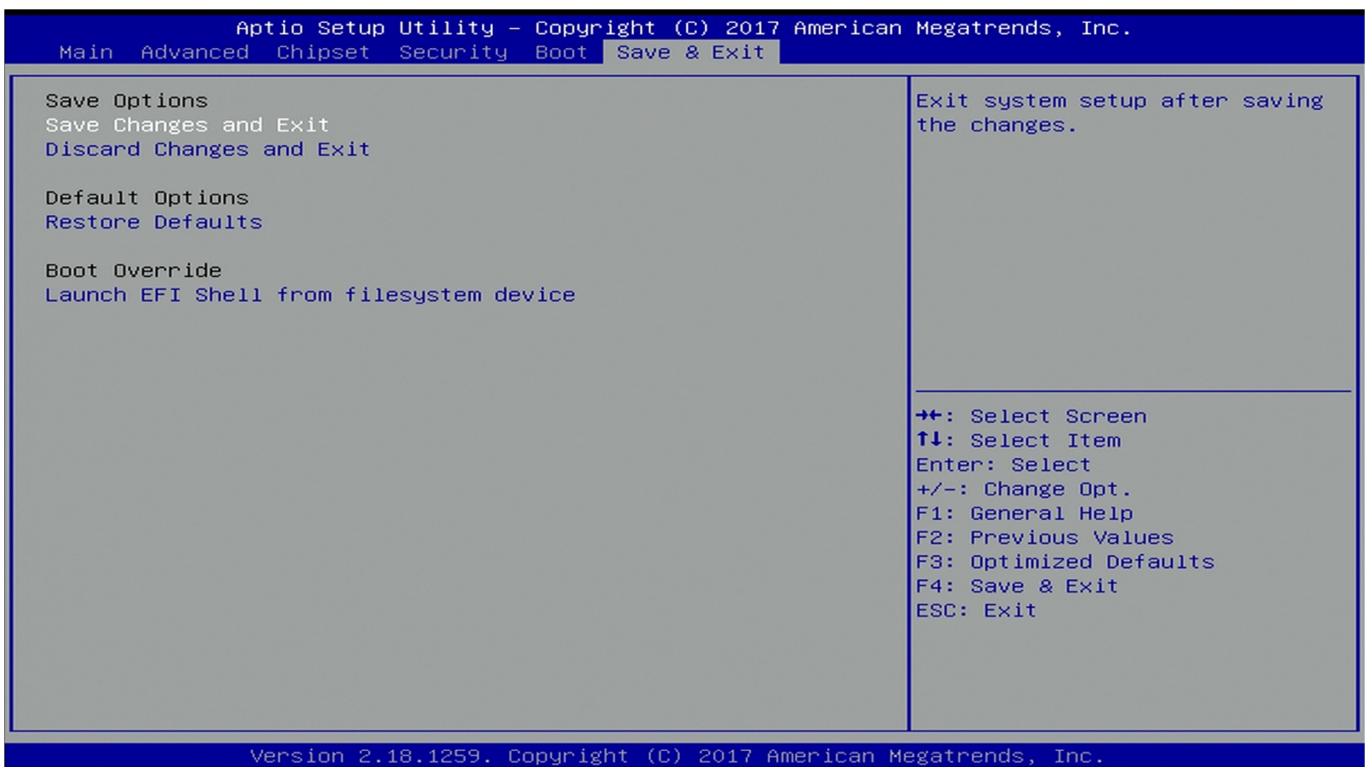 Aptio Setup Utility – Copyright (C) 2017 American Megatrends, Inc.
Main Advanced Chipset Security Boot Save & Exit
Save Options
Save Changes and Exit
Discard Changes and Exit
Default Options
Restore Defaults
Boot Override
Launch EFI Shell from filesystem device
Exit system setup after saving
the changes.
→←: Select Screen
↑↓: Select Item
Enter: Select
+/-: Change Opt.
F1: General Help
F2: Previous Values
F3: Optimized Defaults
F4: Save & Exit
ESC: Exit
Version 2.18.1259. Copyright (C) 2017 American Megatrends, Inc.